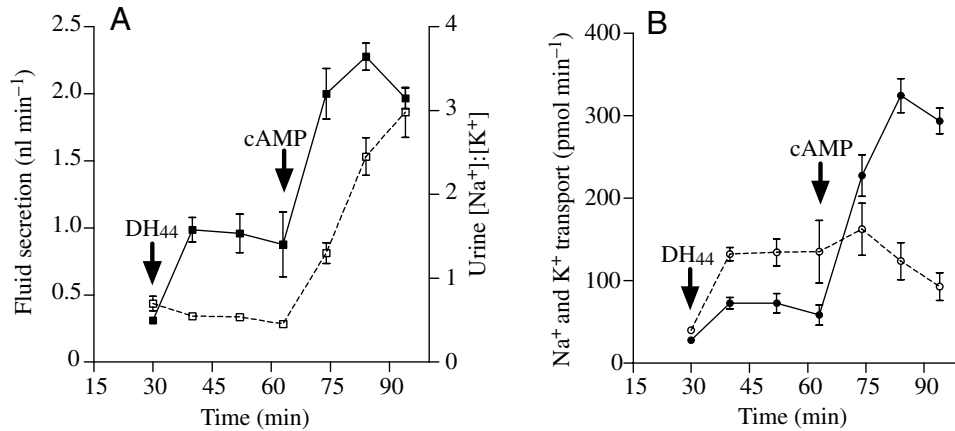 A
Fluid secretion (nl min⁻¹)
2.5
2.0
1.5
1.0
0.5
0
DH44
cAMP
4
3
2
1
0
Urine [Na⁺]:[K⁺]
15 30 45 60 75 90
Time (min)
B
Na⁺ and K⁺ transport (pmol min⁻¹)
400
300
200
100
0
DH44
cAMP
15 30 45 60 75 90
Time (min)